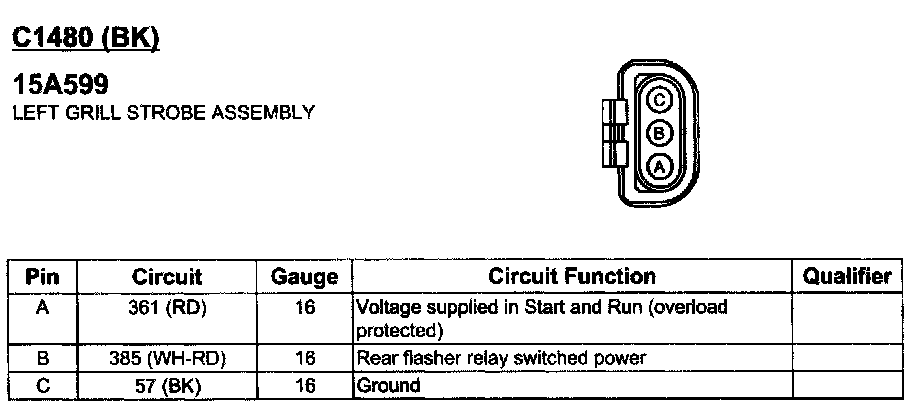 C1480 (BK)
15A599
LEFT GRILL STROBE ASSEMBLY
C
B
A
Pin Circuit Gauge Circuit Function Qualifier
A 361 (RD) 16 Voltage supplied in Start and Run (overload
protected)
B 385 (WH-RD) 16 Rear flasher relay switched power
C 57 (BK) 16 Ground